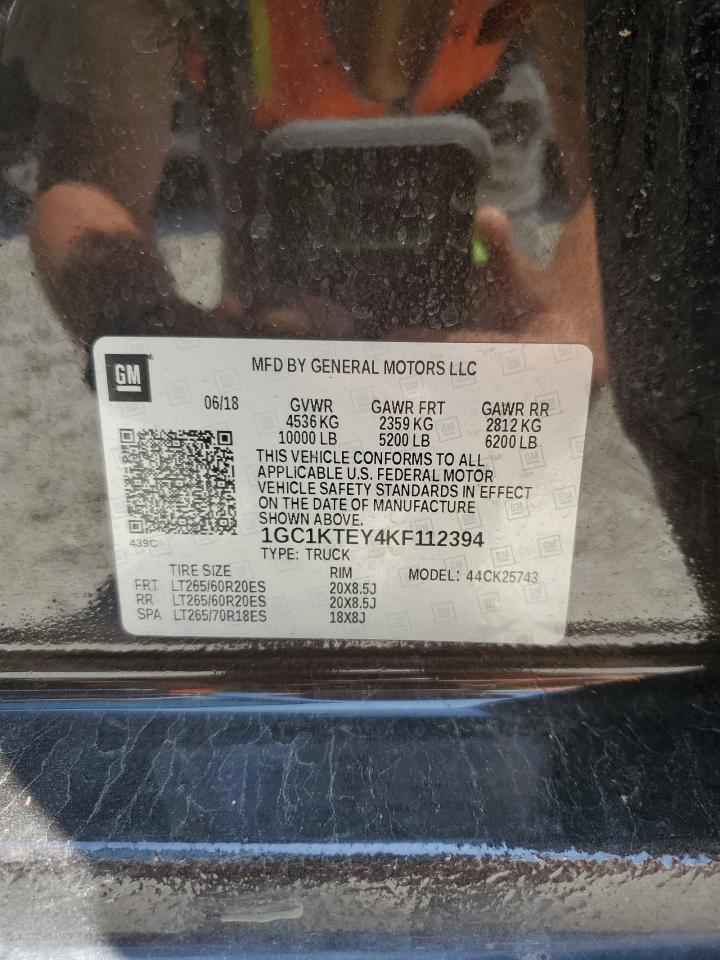 GM
MFD BY GENERAL MOTORS LLC
06/18 GVWR GAWR FRT GAWR RR
4536 KG 2359 KG 2812 KG
10000 LB 5200 LB 6200 LB
THIS VEHICLE CONFORMS TO ALL
APPLICABLE U.S. FEDERAL MOTOR
VEHICLE SAFETY STANDARDS IN EFFECT
ON THE DATE OF MANUFACTURE
SHOWN ABOVE.
439C 1GC1KTEY4KF112394
TYPE: TRUCK
TIRE SIZE RIM MODEL: 44CK25743
FRT LT265/60R20ES 20X8.5J
RR LT265/60R20ES 20X8.5J
SPA LT265/70R18ES 18X8J